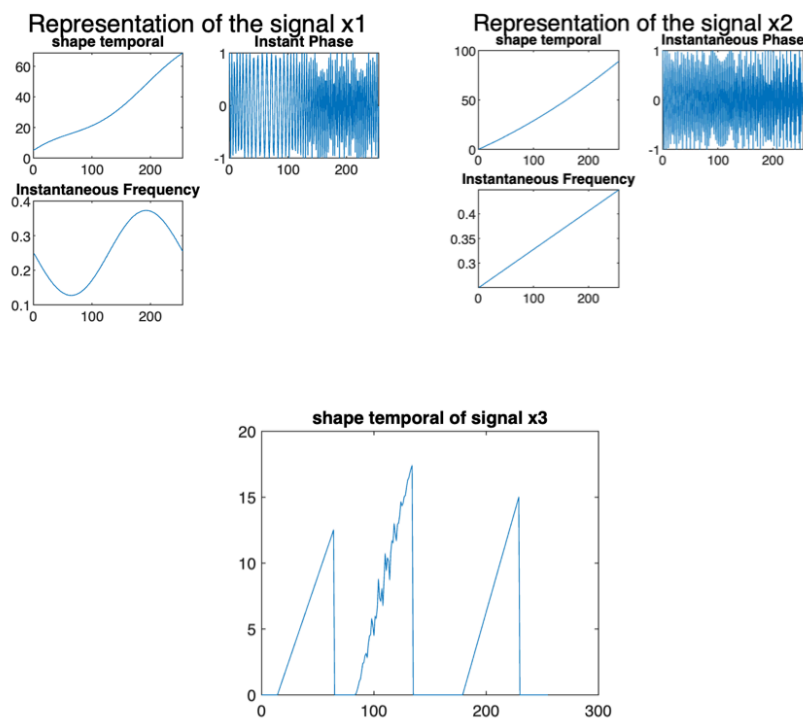 Representation of the signal x1
shape temporal
60
40
20
0
0 100 200
Instant Phase
1
0
-1
0 100 200
Instantaneous Frequency
0.4
0.3
0.2
0.1
0 100 200
Representation of the signal x2
shape temporal
100
50
0
0 100 200
Instantaneous Phase
1
0
-1
0 100 200
Instantaneous Frequency
0.4
0.35
0.3
0 100 200
shape temporal of signal x3
20
15
10
5
0
0 100 200 300